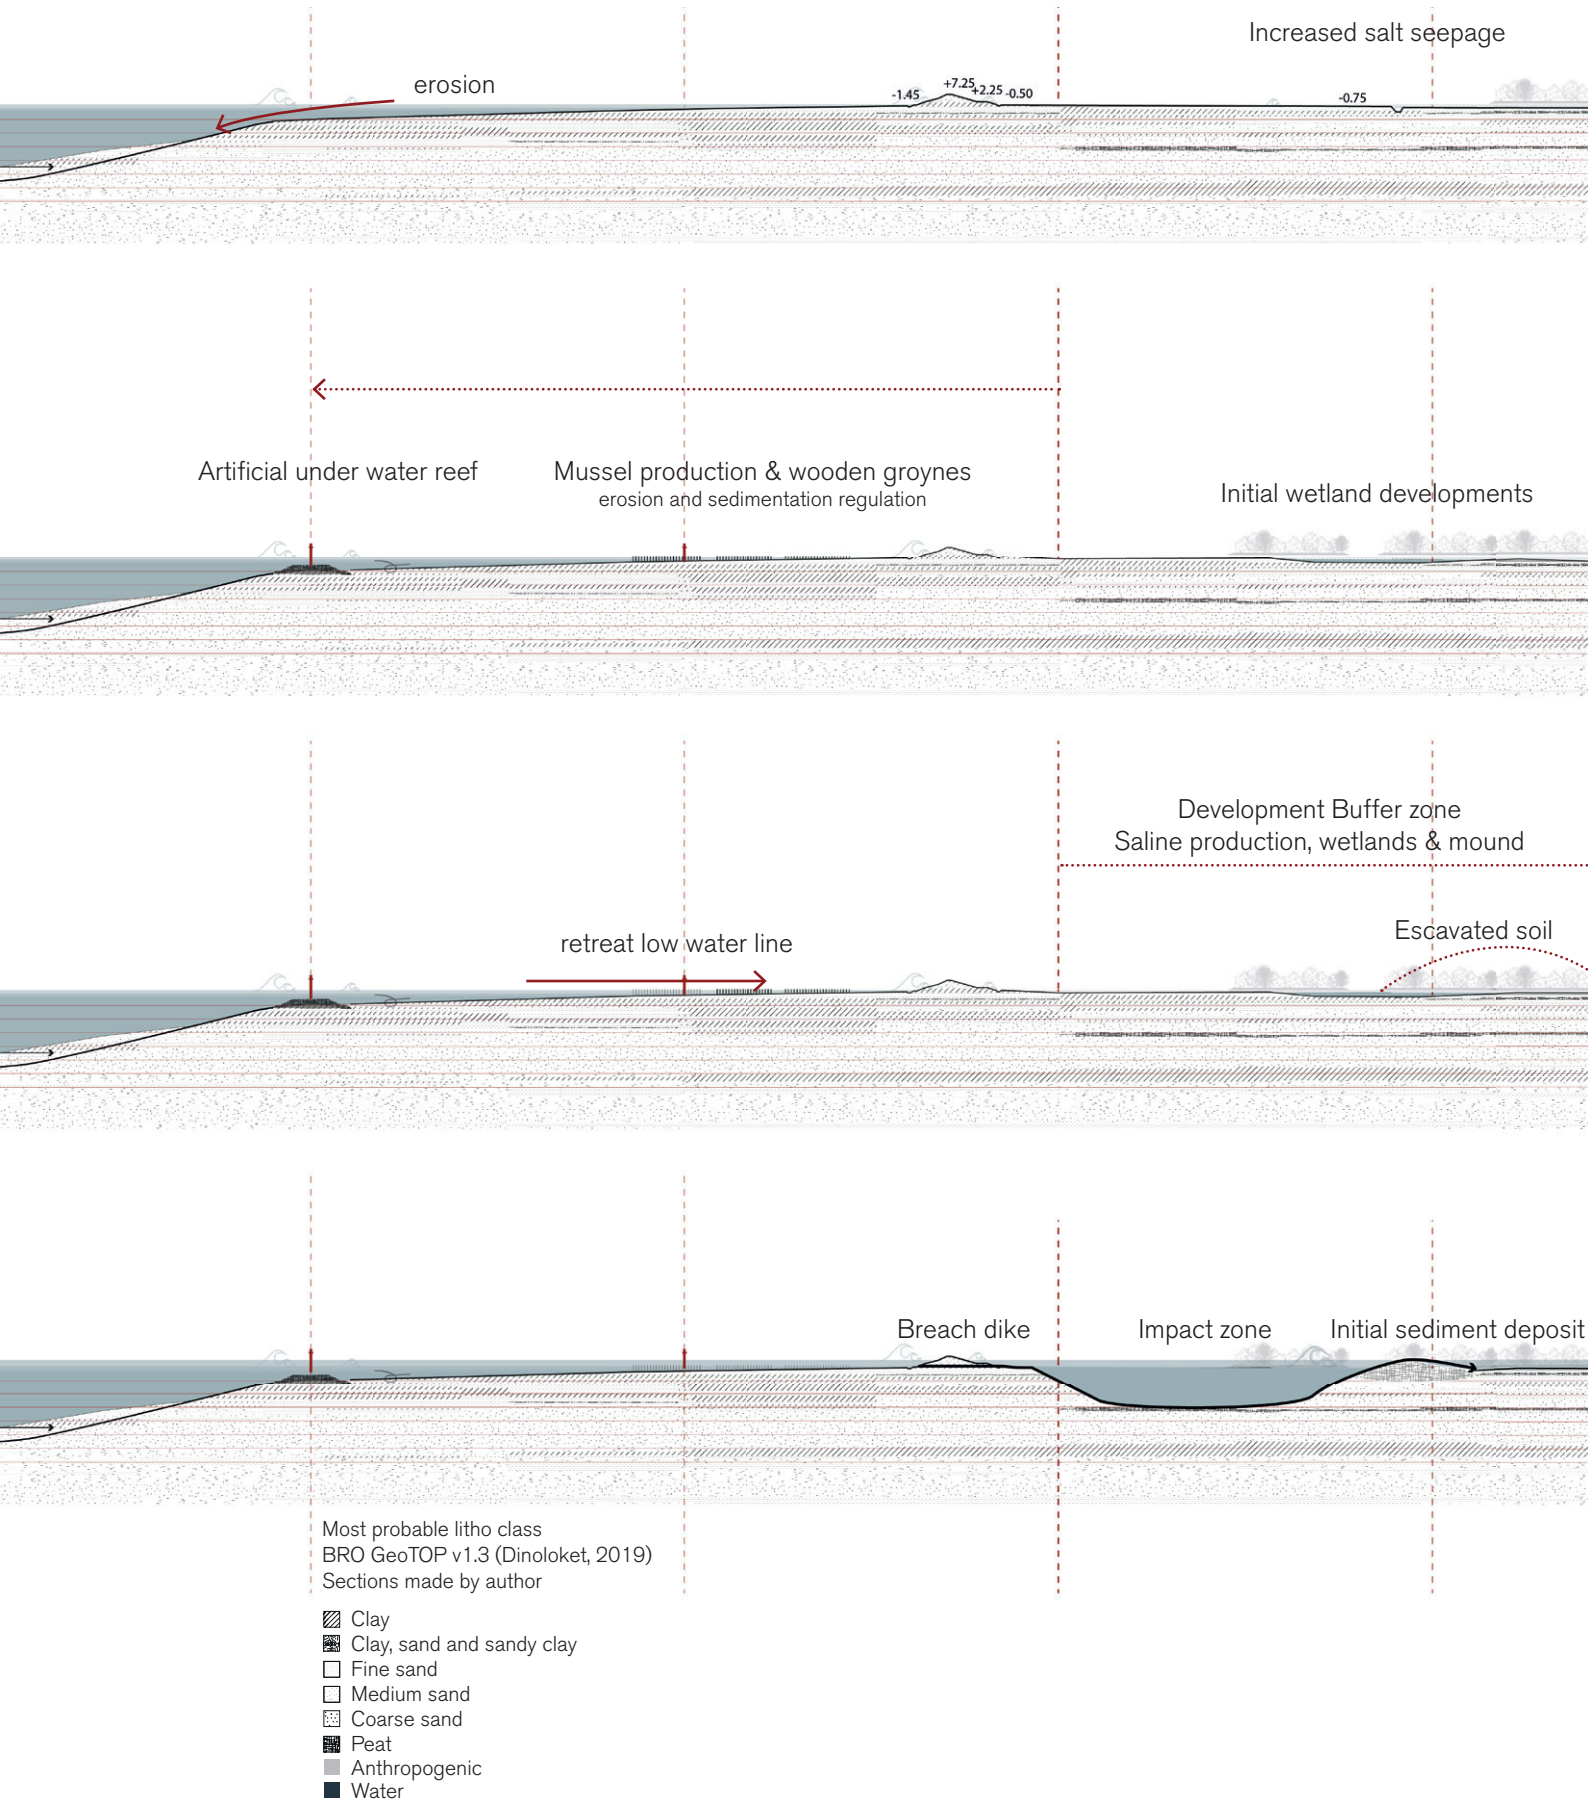 Increased salt seepage
erosion
-1.45
+7.25
+2.25
-0.50
-0.75
Artificial under water reef
Mussel production & wooden groynes
erosion and sedimentation regulation
Initial wetland developments
Development Buffer zone
Saline production, wetlands & mound
retreat low water line
Escavated soil
Breach dike
Impact zone
Initial sediment deposit
Most probable litho class
BRO GeoTOP v1.3 (Dinoloket, 2019)
Sections made by author
Clay
Clay, sand and sandy clay
Fine sand
Medium sand
Coarse sand
Peat
Anthropogenic
Water